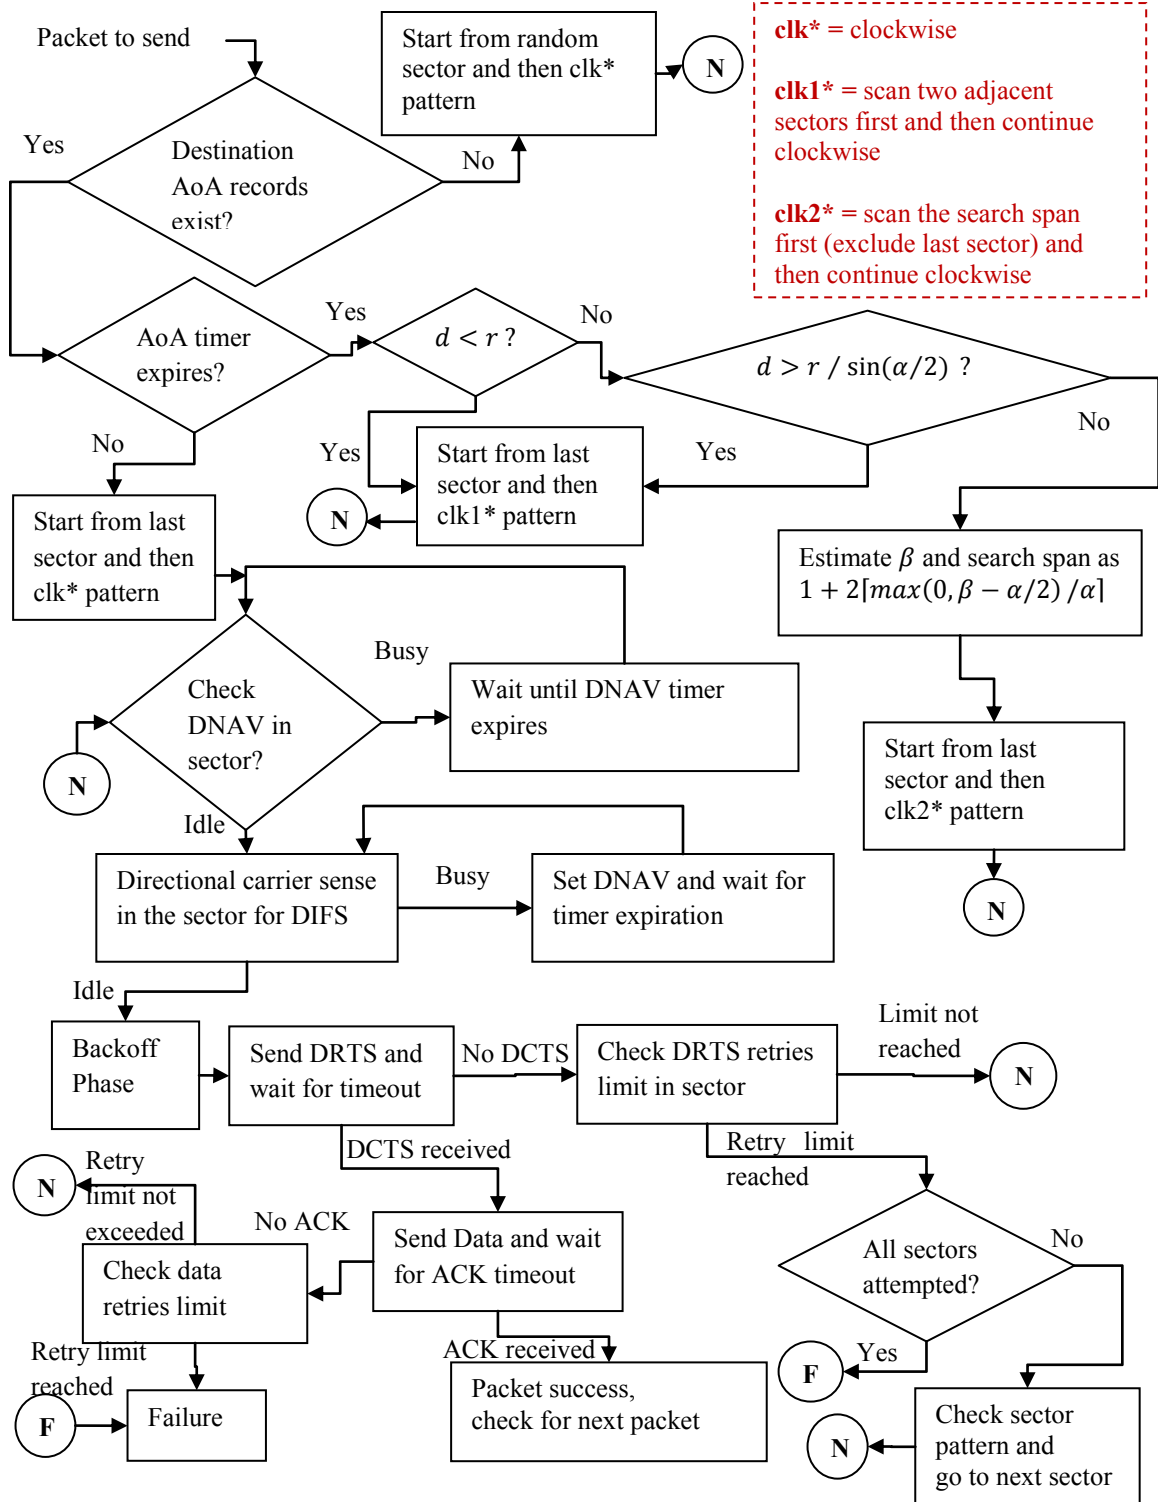 Packet to send
Start from random
sector and then clk*
pattern
N
clk* = clockwise
clk1* = scan two adjacent
sectors first and then continue
clockwise
clk2* = scan the search span
first (exclude last sector) and
then continue clockwise
Yes
Destination
AoA records
exist?
No
AoA timer
expires?
Yes
d < r ?
No
d > r / sin(α/2) ?
No
No
Yes
Yes
Start from last
sector and then
clk1* pattern
N
Start from last
sector and then
clk* pattern
Estimate β and search span as
1 + 2⌈max(0, β − α/2) /α⌉
Busy
Check
DNAV in
sector?
Wait until DNAV timer
expires
N
Start from last
sector and then
clk2* pattern
N
Idle
Directional carrier sense
in the sector for DIFS
Busy
Set DNAV and wait for
timer expiration
Idle
Backoff
Phase
Send DRTS and
wait for timeout
No DCTS
Check DRTS retries
limit in sector
Limit not
reached
N
DCTS received
Retry limit
reached
N
Retry
limit not
exceeded
No ACK
Send Data and wait
for ACK timeout
Check data
retries limit
All sectors
attempted?
No
Retry limit
reached
ACK received
Yes
F
F
Failure
Packet success,
check for next packet
N
Check sector
pattern and
go to next sector